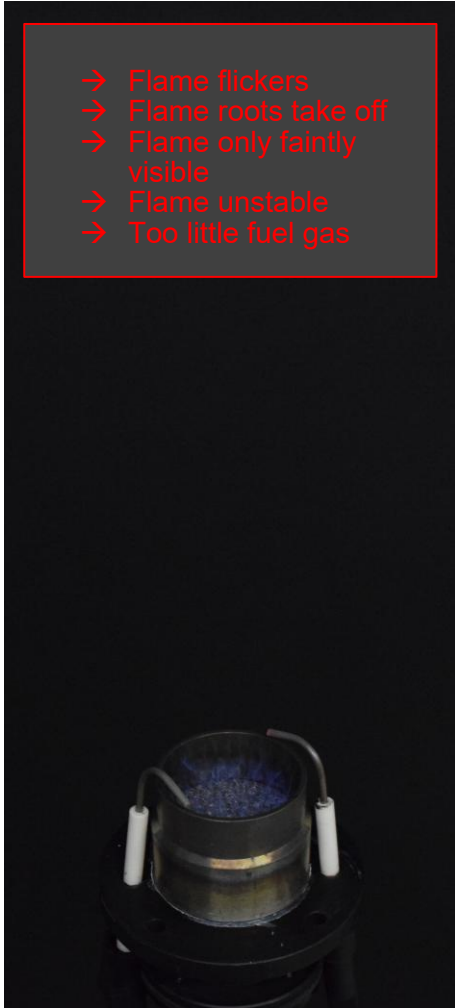 → Flame flickers
→ Flame roots take off
→ Flame only faintly
visible
→ Flame unstable
→ Too little fuel gas